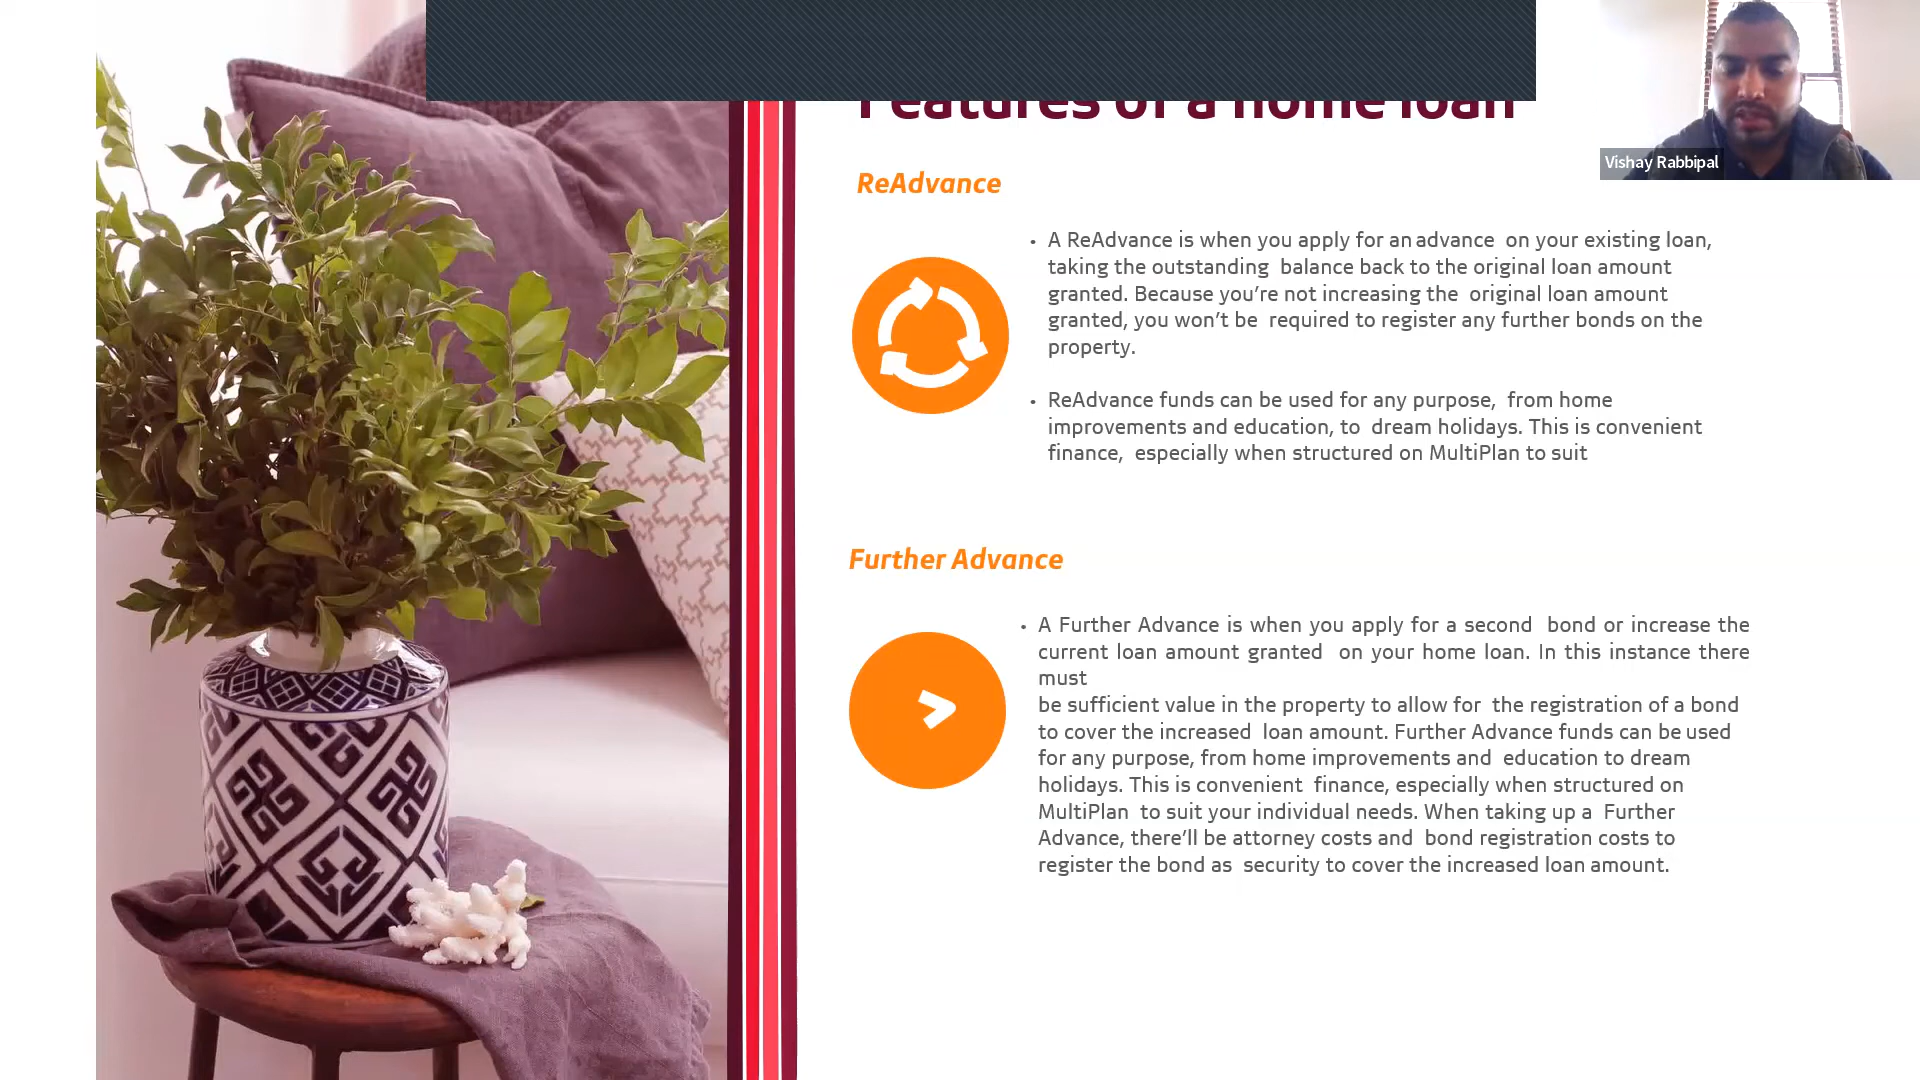 Features of a home loan
Vishay Rabbipal
ReAdvance
• A ReAdvance is when you apply for an advance on your existing loan,
taking the outstanding balance back to the original loan amount
granted. Because you’re not increasing the original loan amount
granted, you won’t be required to register any further bonds on the
property.
• ReAdvance funds can be used for any purpose, from home
improvements and education, to dream holidays. This is convenient
finance, especially when structured on MultiPlan to suit
Further Advance
• A Further Advance is when you apply for a second bond or increase the
current loan amount granted on your home loan. In this instance there
must
be sufficient value in the property to allow for the registration of a bond
to cover the increased loan amount. Further Advance funds can be used
for any purpose, from home improvements and education to dream
holidays. This is convenient finance, especially when structured on
MultiPlan to suit your individual needs. When taking up a Further
Advance, there’ll be attorney costs and bond registration costs to
register the bond as security to cover the increased loan amount.